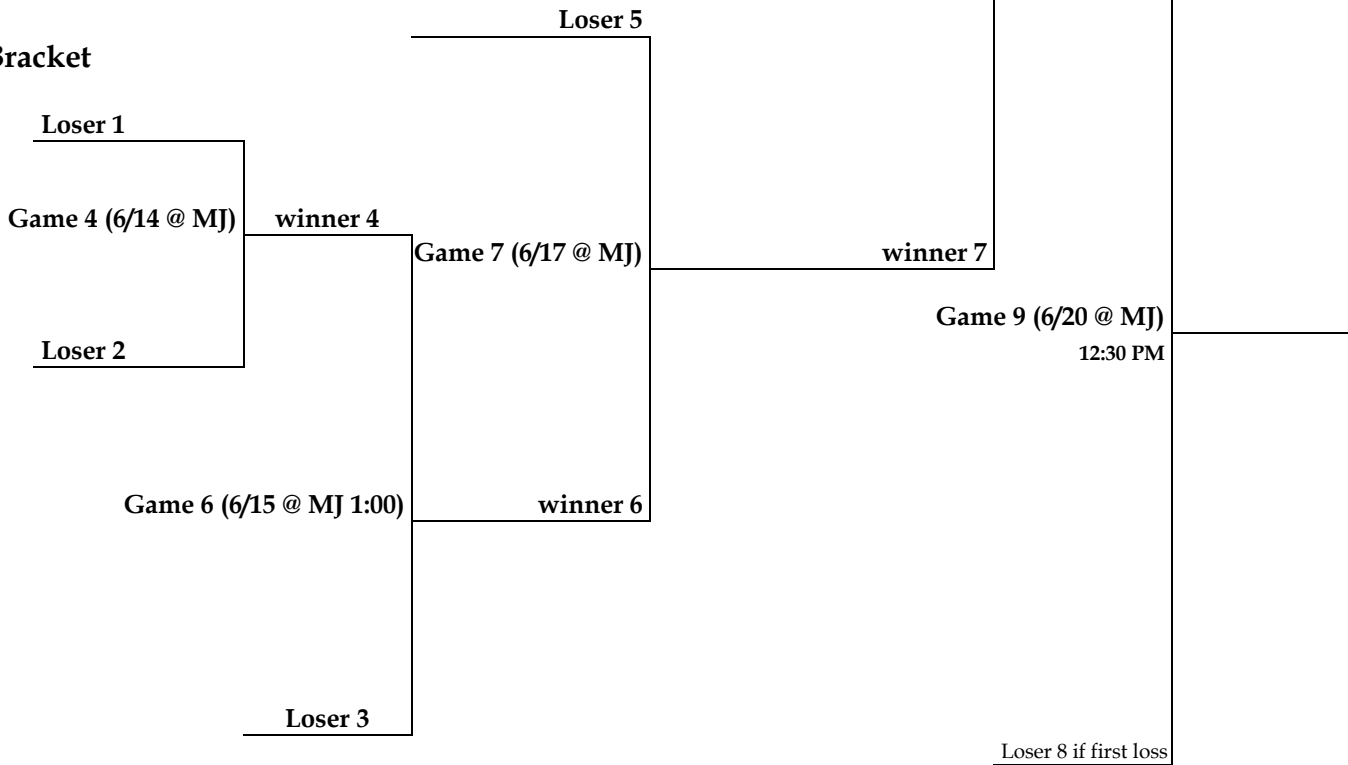 Loser 5
Bracket
Loser 1
Game 4 (6/14 @ MJ)
winner 4
Game 7 (6/17 @ MJ)
winner 7
Game 9 (6/20 @ MJ)
12:30 PM
Loser 2
Game 6 (6/15 @ MJ 1:00)
winner 6
Loser 3
Loser 8 if first loss